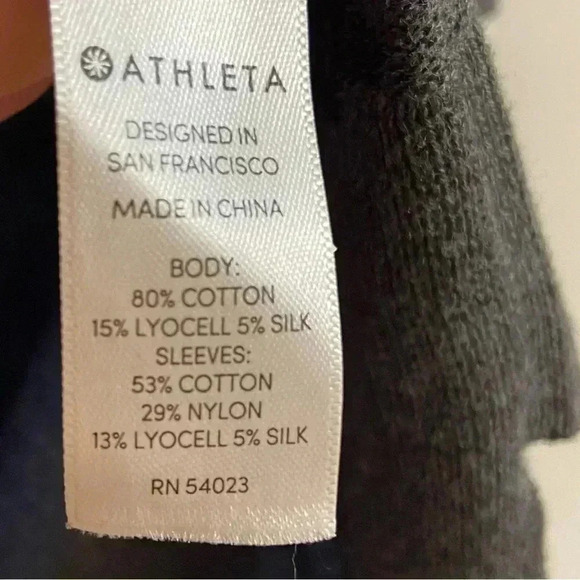 ATHLETA
DESIGNED IN
SAN FRANCISCO
MADE IN CHINA
BODY:
80% COTTON
15% LYOCELL 5% SILK
SLEEVES:
53% COTTON
29% NYLON
13% LYOCELL 5% SILK
RN 54023